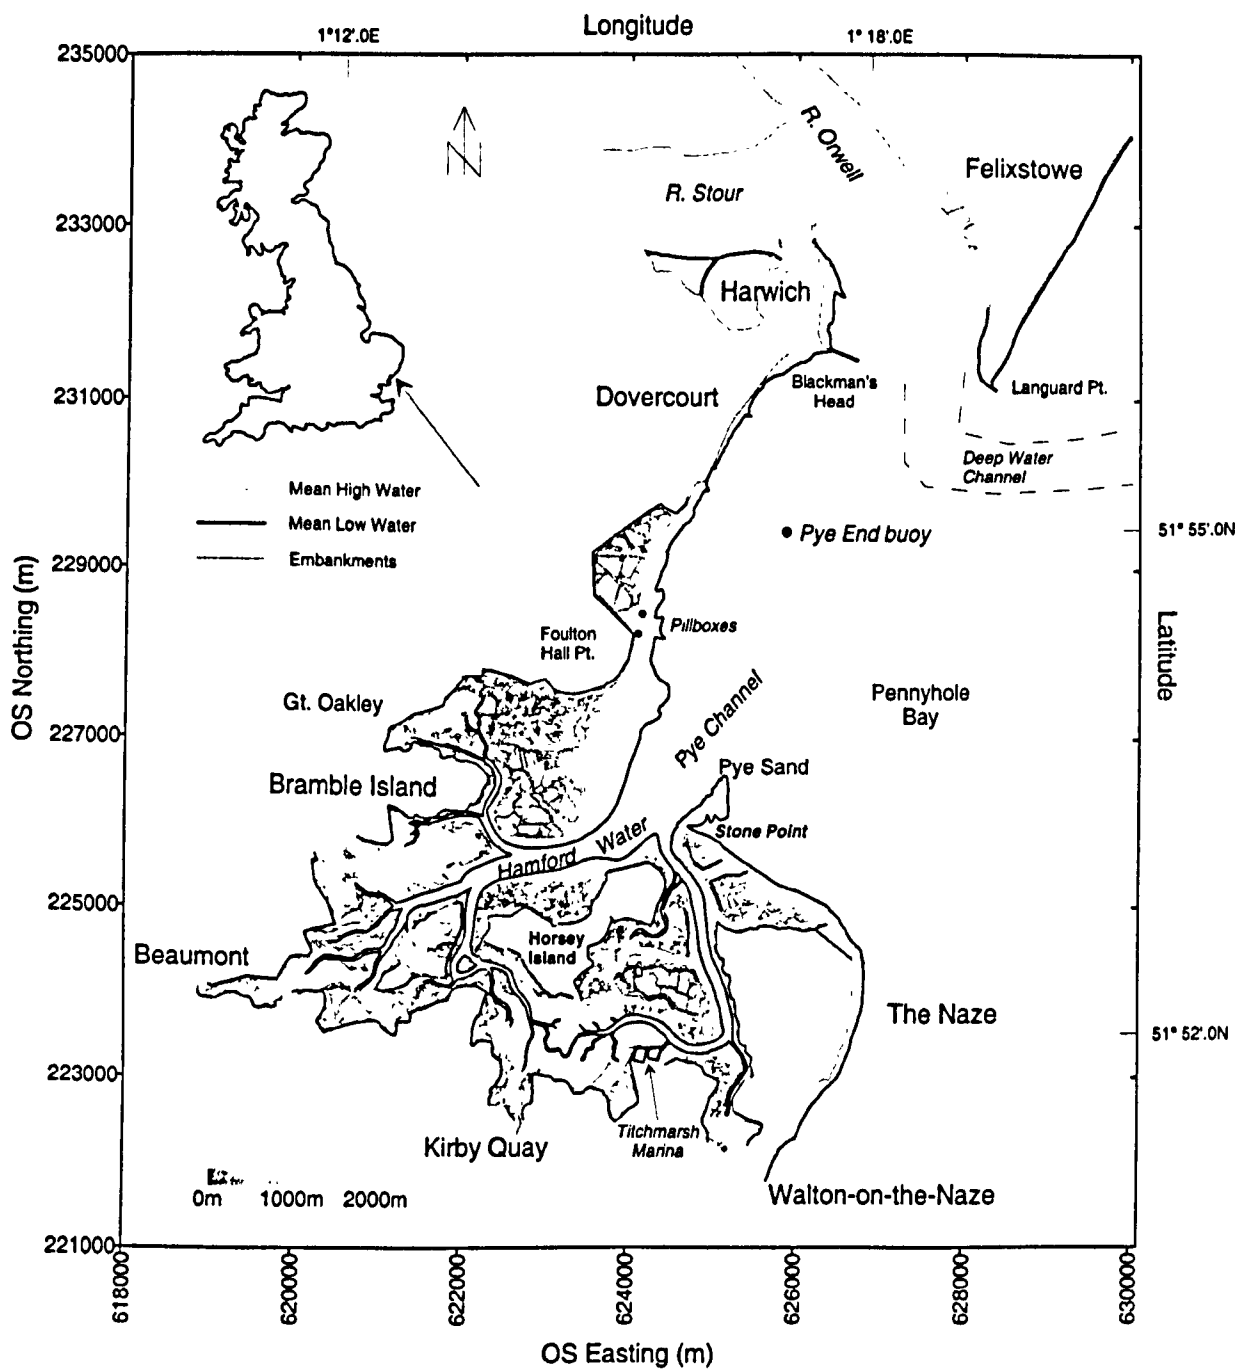 Longitude
1°12'.0E
1°18'.0E
235000
R. Orwell
Felixstowe
R. Stour
233000
Harwich
Blackman's
Head
Languard Pt.
231000
Dovercourt
Deep Water
Channel
Mean High Water
Mean Low Water
Embankments
Pye End buoy
51°55'.0N
229000
Foulton
Hall Pt.
Pillboxes
OS Northing (m)
Latitude
Gt. Oakley
Pye Channel
Pennyhole
Bay
227000
Bramble Island
Pye Sand
Stone Point
Hamford Water
225000
Beaumont
Horsey
Island
The Naze
51°52'.0N
223000
Kirby Quay
Titchmarsh
Marina
0m 1000m 2000m
Walton-on-the-Naze
221000
618000
620000
622000
624000
626000
628000
630000
OS Easting (m)
N